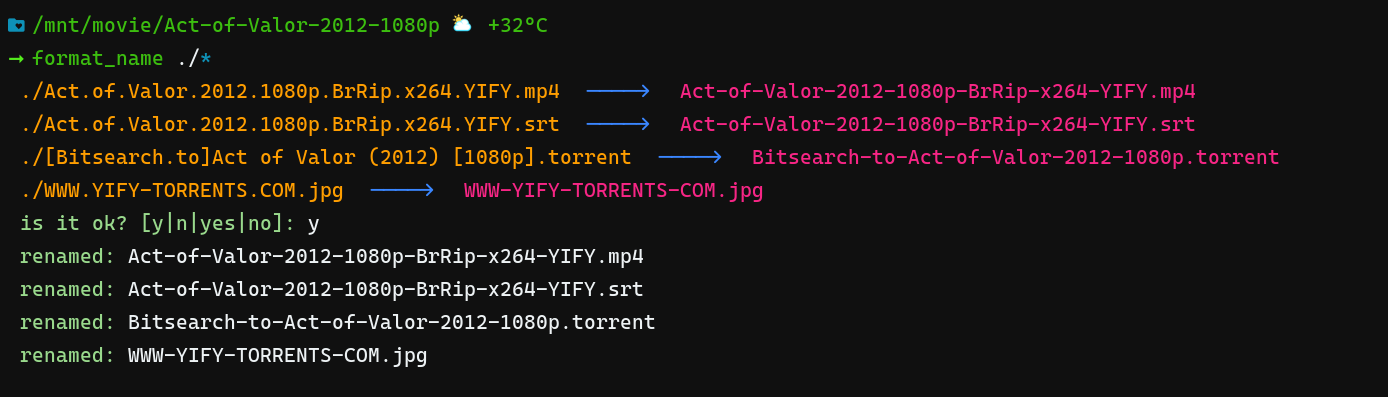 /mnt/movie/Act-of-Valor-2012-1080p ⛅ +32°C
→ format_name ./*
./Act.of.Valor.2012.1080p.BrRip.x264.YIFY.mp4 ⟶ Act-of-Valor-2012-1080p-BrRip-x264-YIFY.mp4
./Act.of.Valor.2012.1080p.BrRip.x264.YIFY.srt ⟶ Act-of-Valor-2012-1080p-BrRip-x264-YIFY.srt
./[Bitsearch.to]Act of Valor (2012) [1080p].torrent ⟶ Bitsearch-to-Act-of-Valor-2012-1080p.torrent
./WWW.YIFY-TORRENTS.COM.jpg ⟶ WWW-YIFY-TORRENTS-COM.jpg
is it ok? [y|n|yes|no]: y
renamed: Act-of-Valor-2012-1080p-BrRip-x264-YIFY.mp4
renamed: Act-of-Valor-2012-1080p-BrRip-x264-YIFY.srt
renamed: Bitsearch-to-Act-of-Valor-2012-1080p.torrent
renamed: WWW-YIFY-TORRENTS-COM.jpg